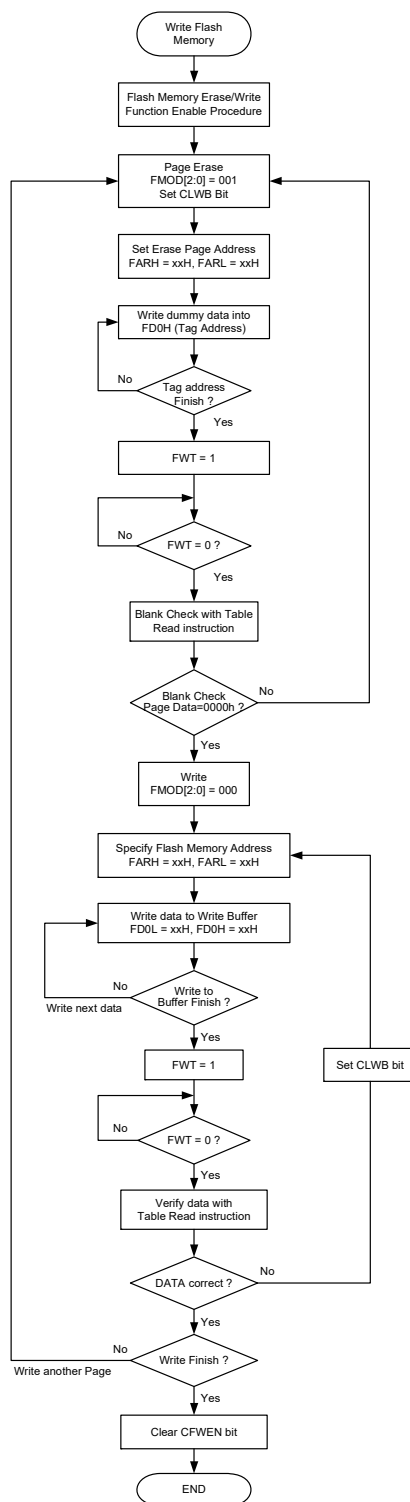 Write Flash
Memory
Flash Memory Erase/Write
Function Enable Procedure
Page Erase
FMOD[2:0] = 001
Set CLWB Bit
Set Erase Page Address
FARH = xxH, FARL = xxH
Write dummy data into
FD0H (Tag Address)
No
Tag address
Finish ?
Yes
FWT = 1
No
FWT = 0 ?
Yes
Blank Check with Table
Read instruction
No
Blank Check
Page Data=0000h ?
Yes
Write
FMOD[2:0] = 000
Specify Flash Memory Address
FARH = xxH, FARL = xxH
Write data to Write Buffer
FD0L = xxH, FD0H = xxH
No
Write next data
Write to
Buffer Finish ?
Yes
FWT = 1
Set CLWB bit
No
FWT = 0 ?
Yes
Verify data with
Table Read instruction
No
DATA correct ?
Yes
No
Write another Page
Write Finish ?
Yes
Clear CFWEN bit
END